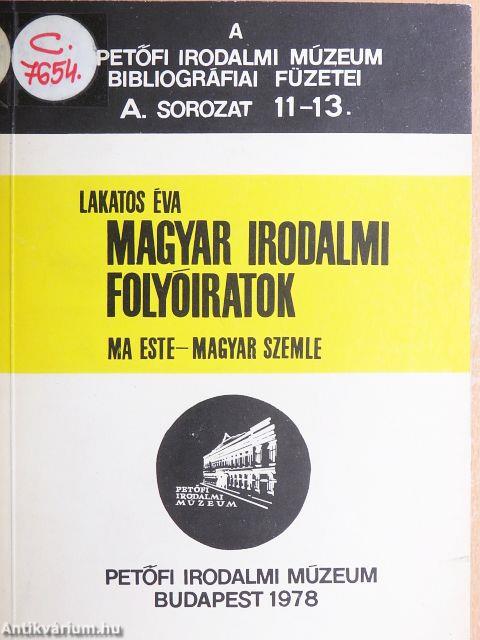 A
PETŐFI IRODALMI MÚZEUM
BIBLIOGRÁFIAI FÜZETEI
A. SOROZAT 11-13.
C.
7654.
LAKATOS ÉVA
MAGYAR IRODALMI
FOLYÓIRATOK
MA ESTE – MAGYAR SZEMLE
PETŐFI
IRODALMI
MÚZEUM
PETŐFI IRODALMI MÚZEUM
BUDAPEST 1978
Antikvárium.hu